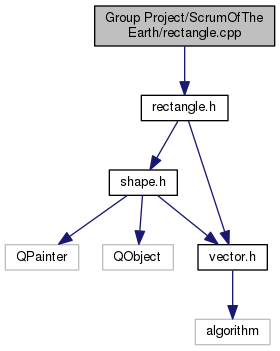 Group Project/ScrumOfThe
Earth/rectangle.cpp
rectangle.h
shape.h
QPainter
QObject
vector.h
algorithm